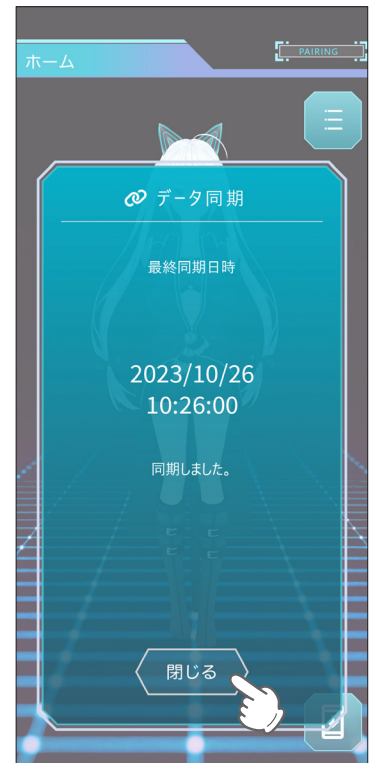 ホーム
PAIRING
データ同期
最終同期日時
2023/10/26
10:26:00
同期しました。
閉じる